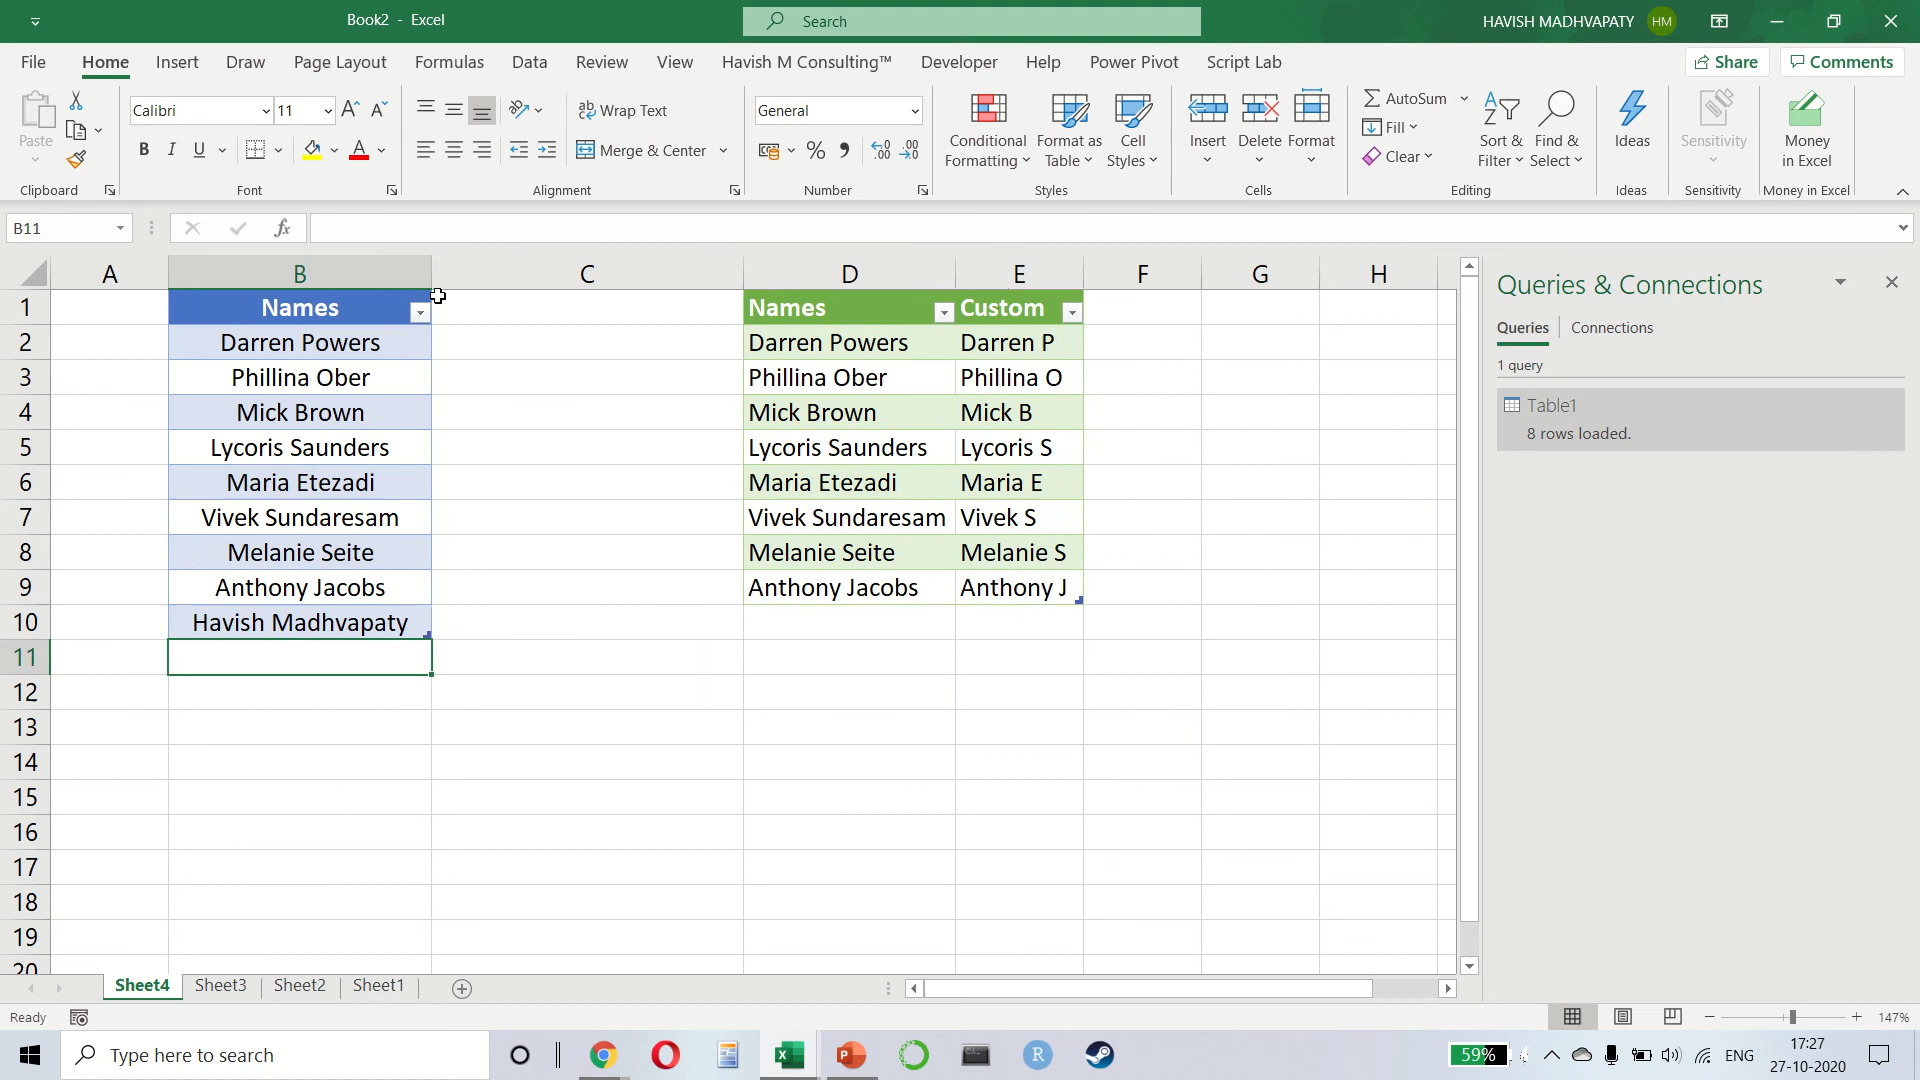 Book2 - Excel
Search
HAVISH MADHVAPATY HM
File Home Insert Draw Page Layout Formulas Data Review View Havish M Consulting™ Developer Help Power Pivot Script Lab Share Comments
Paste
Clipboard
Calibri 11
B I U
Font
Wrap Text
Merge & Center
Alignment
General
Number
Conditional Formatting
Format as Table
Cell Styles
Styles
Insert Delete Format
Cells
AutoSum
Fill
Clear
Sort & Filter
Find & Select
Editing
Ideas
Ideas
Sensitivity
Sensitivity
Money in Excel
Money in Excel
B11 fx
A B C D E F G H
1 Names Names Custom
2 Darren Powers Darren Powers Darren P
3 Phillina Ober Phillina Ober Phillina O
4 Mick Brown Mick Brown Mick B
5 Lycoris Saunders Lycoris Saunders Lycoris S
6 Maria Etezadi Maria Etezadi Maria E
7 Vivek Sundaresam Vivek Sundaresam Vivek S
8 Melanie Seite Melanie Seite Melanie S
9 Anthony Jacobs Anthony Jacobs Anthony J
10 Havish Madhvapaty
11
12
13
14
15
16
17
18
19
20
Queries & Connections
Queries Connections
1 query
Table1
8 rows loaded.
Sheet4 Sheet3 Sheet2 Sheet1
Ready 147%
Type here to search
59%
ENG
17:27
27-10-2020